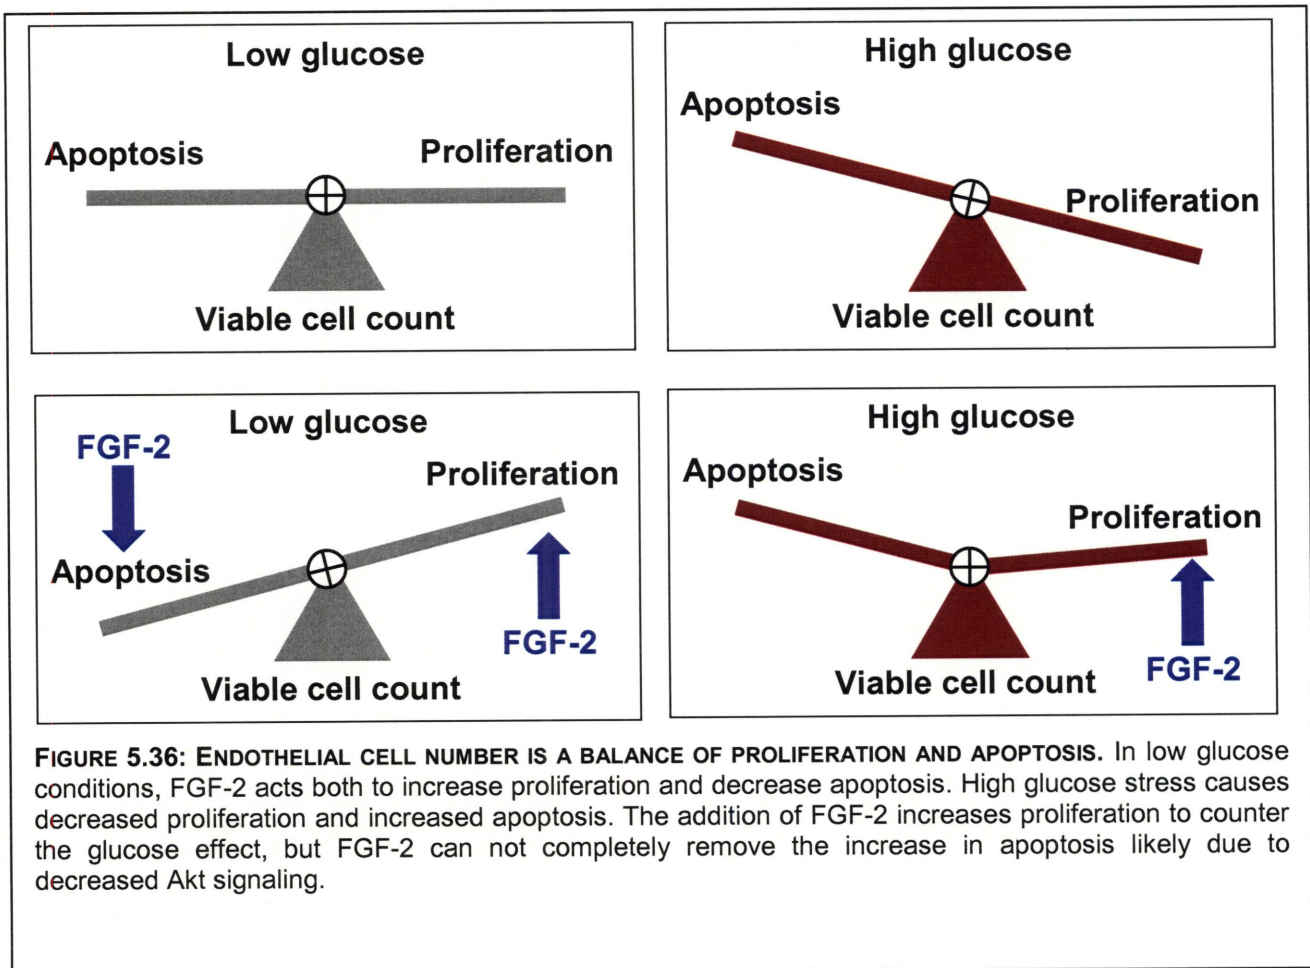 Low glucose
Apoptosis
Proliferation
Viable cell count
High glucose
Apoptosis
Proliferation
Viable cell count
Low glucose
FGF-2
Proliferation
Apoptosis
FGF-2
Viable cell count
High glucose
Apoptosis
Proliferation
Viable cell count
FGF-2
FIGURE 5.36: ENDOTHELIAL CELL NUMBER IS A BALANCE OF PROLIFERATION AND APOPTOSIS. In low glucose
conditions, FGF-2 acts both to increase proliferation and decrease apoptosis. High glucose stress causes
decreased proliferation and increased apoptosis. The addition of FGF-2 increases proliferation to counter
the glucose effect, but FGF-2 can not completely remove the increase in apoptosis likely due to
decreased Akt signaling.